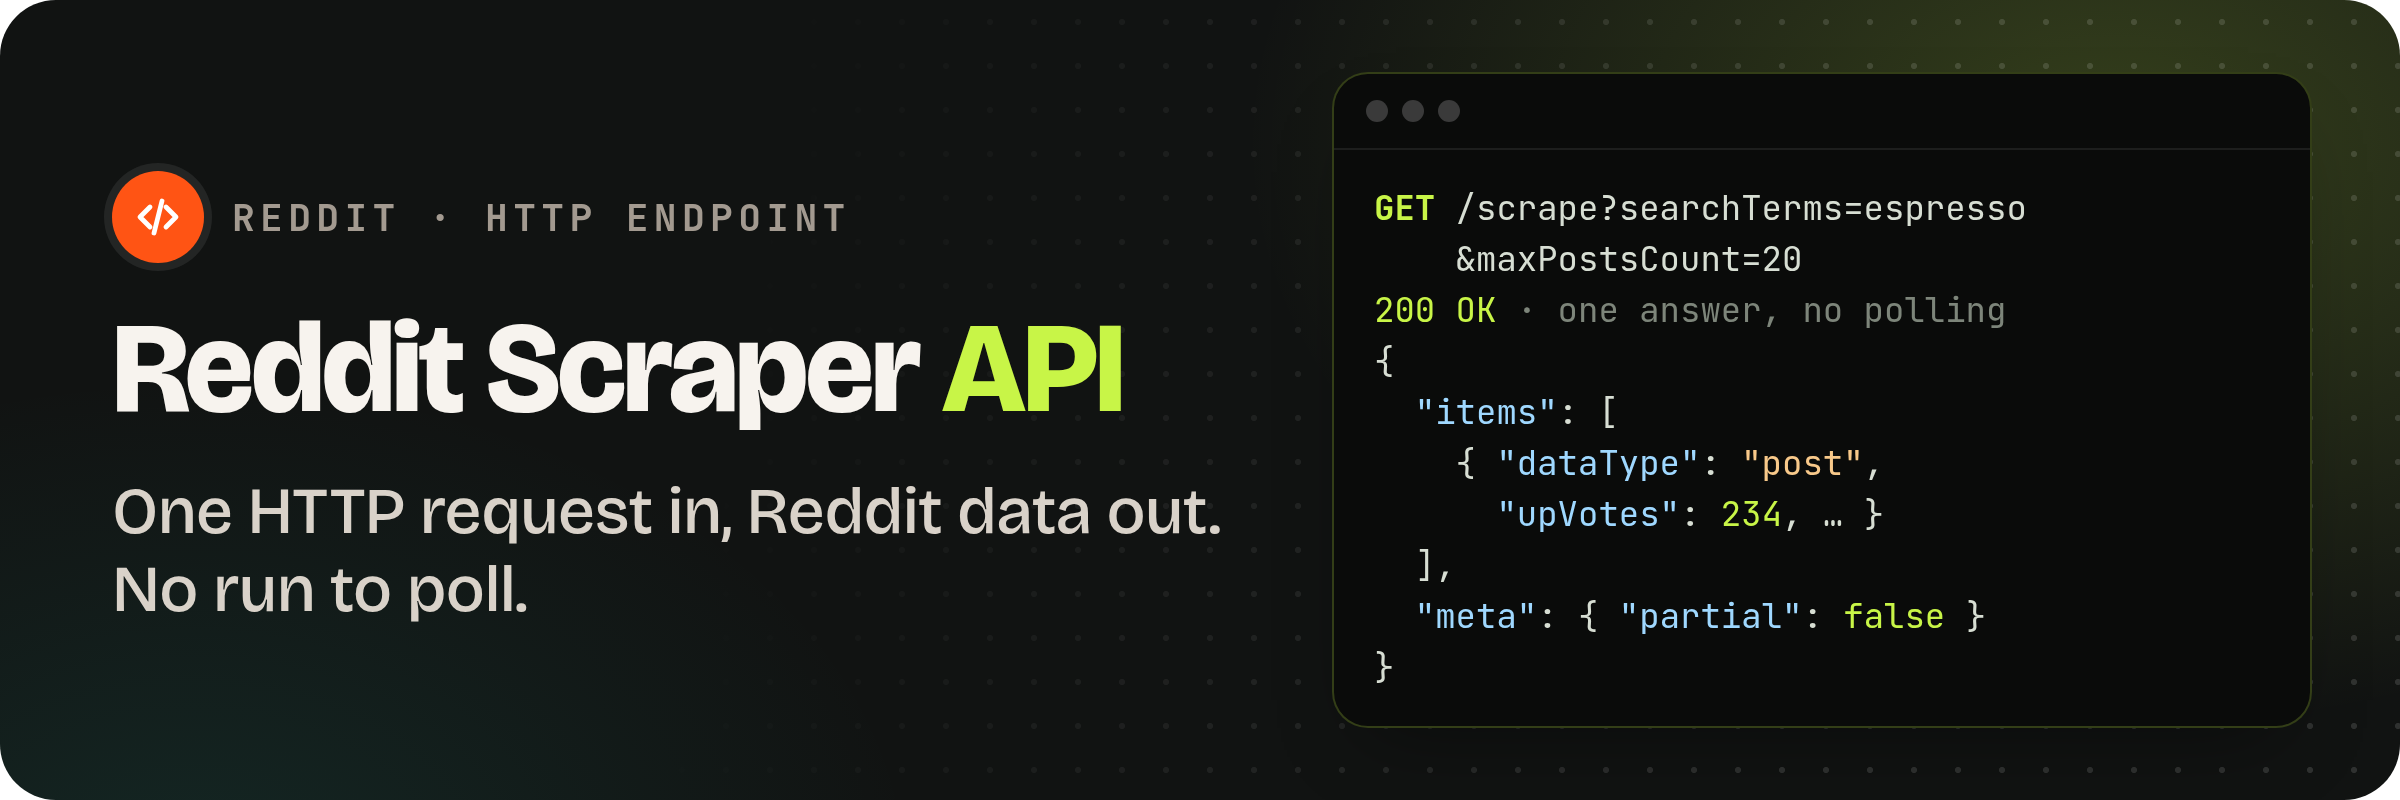 REDDIT · HTTP ENDPOINT
Reddit Scraper API
One HTTP request in, Reddit data out.
No run to poll.
GET /scrape?searchTerms=espresso
    &maxPostsCount=20
200 OK · one answer, no polling
{
  "items": [
    { "dataType": "post",
      "upVotes": 234, … }
  ],
  "meta": { "partial": false }
}